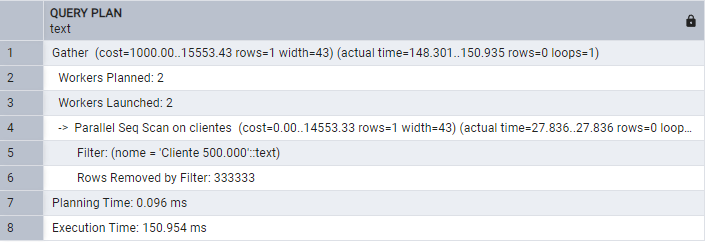 QUERY PLAN
text
1 Gather (cost=1000.00..15553.43 rows=1 width=43) (actual time=148.301..150.935 rows=0 loops=1)
2 Workers Planned: 2
3 Workers Launched: 2
4 -> Parallel Seq Scan on clientes (cost=0.00..14553.33 rows=1 width=43) (actual time=27.836..27.836 rows=0 loop...
5 Filter: (nome = 'Cliente 500.000'::text)
6 Rows Removed by Filter: 333333
7 Planning Time: 0.096 ms
8 Execution Time: 150.954 ms